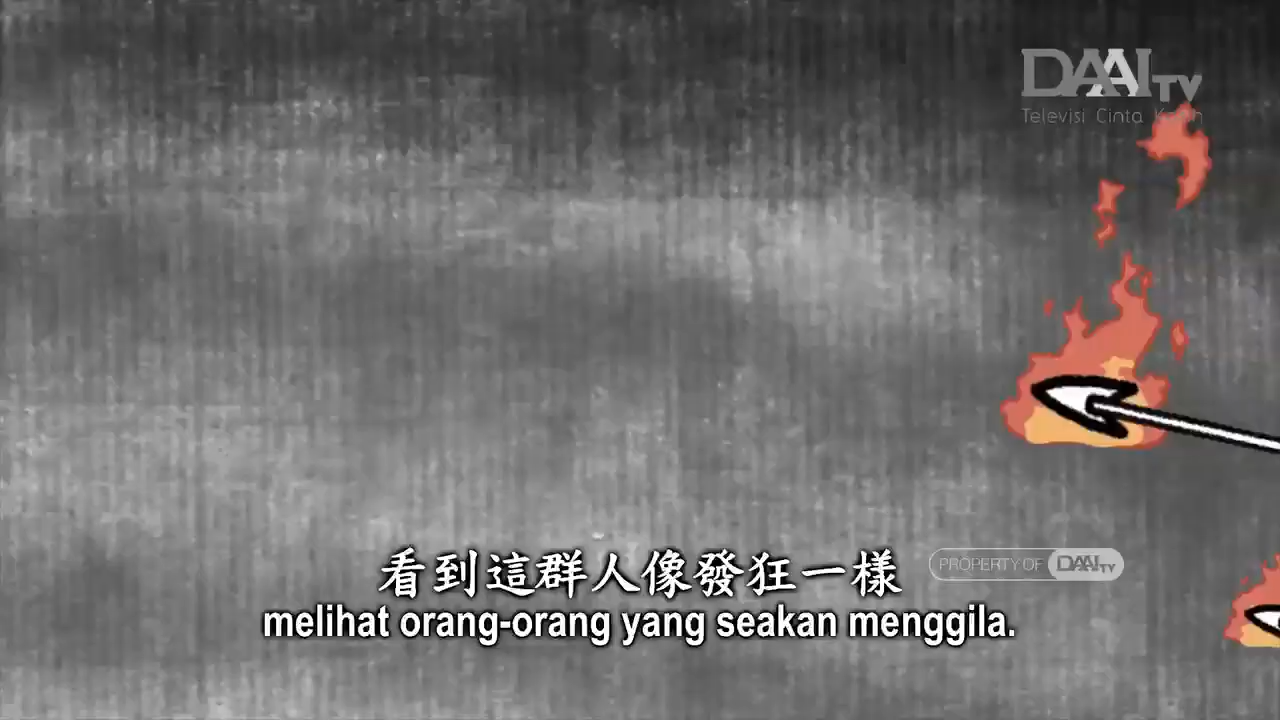 DAAI TV
Televisi Cinta Kasih
看到這群人像發狂一樣
PROPERTY OF DAAI TV
melihat orang-orang yang seakan menggila.